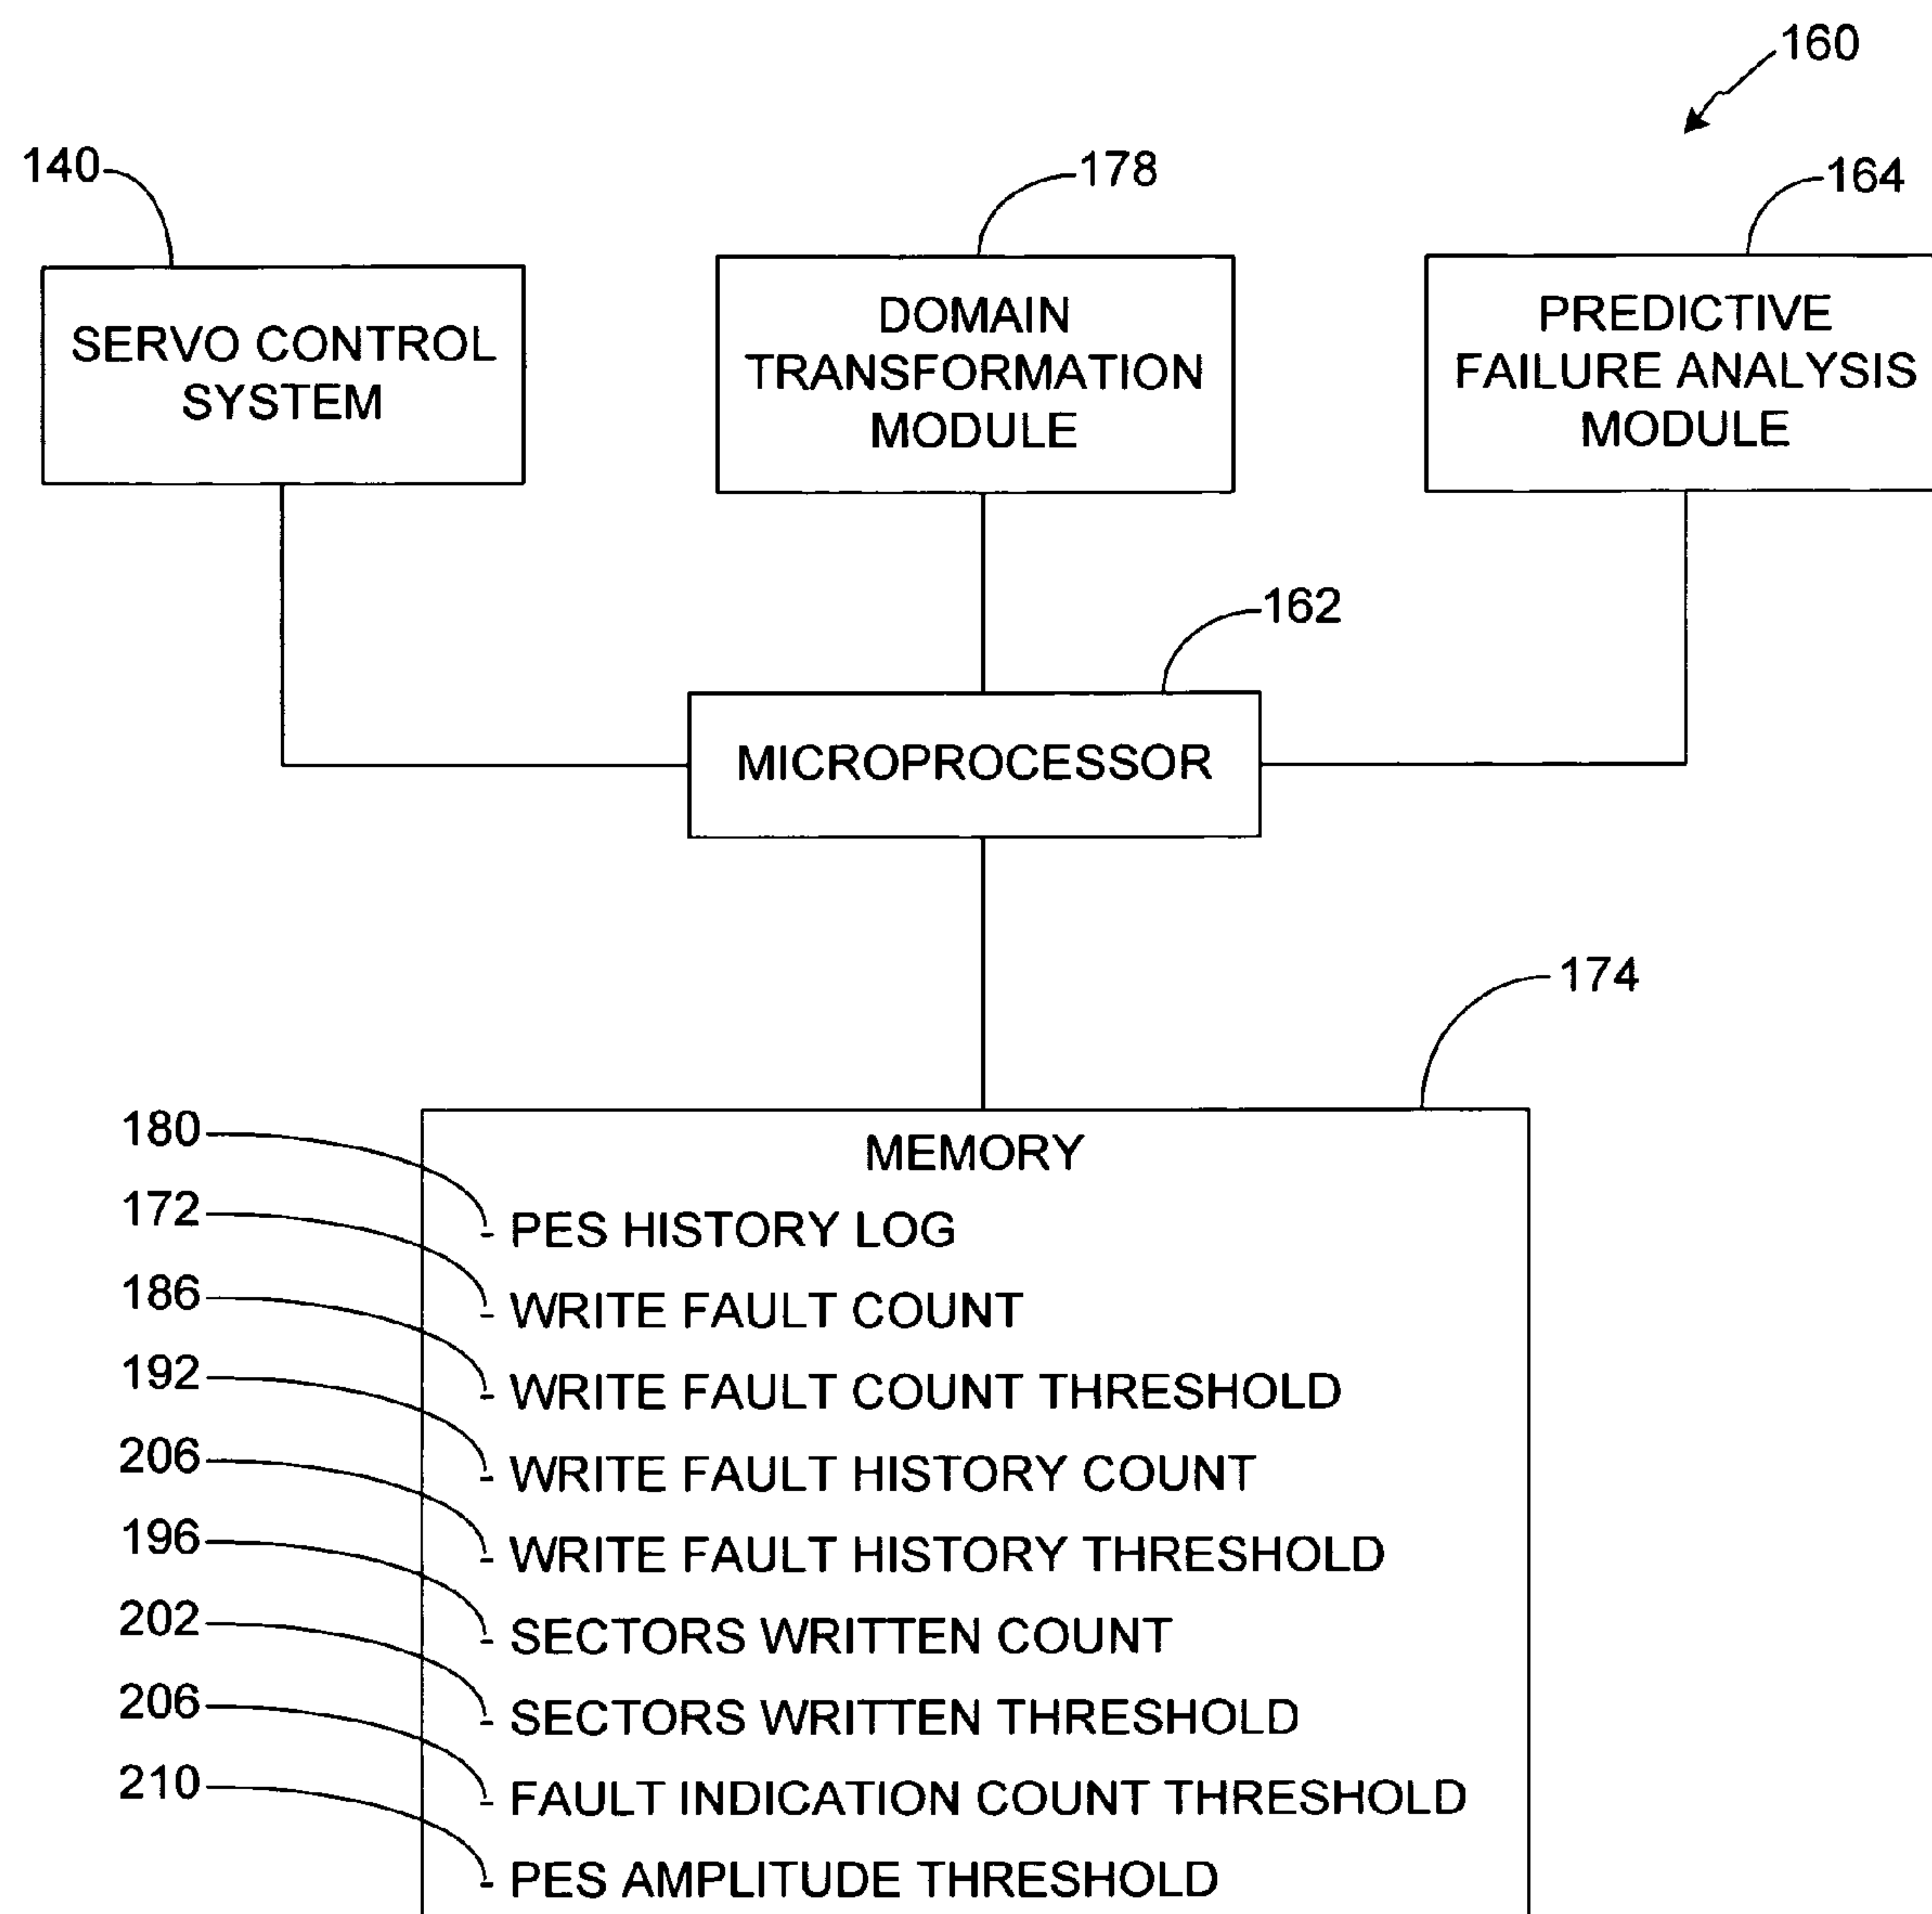 160
140
178
164
SERVO CONTROL
SYSTEM
DOMAIN
TRANSFORMATION
MODULE
PREDICTIVE
FAILURE ANALYSIS
MODULE
162
MICROPROCESSOR
174
MEMORY
180
- PES HISTORY LOG
172
- WRITE FAULT COUNT
186
- WRITE FAULT COUNT THRESHOLD
192
- WRITE FAULT HISTORY COUNT
206
- WRITE FAULT HISTORY THRESHOLD
196
- SECTORS WRITTEN COUNT
202
- SECTORS WRITTEN THRESHOLD
206
- FAULT INDICATION COUNT THRESHOLD
210
- PES AMPLITUDE THRESHOLD